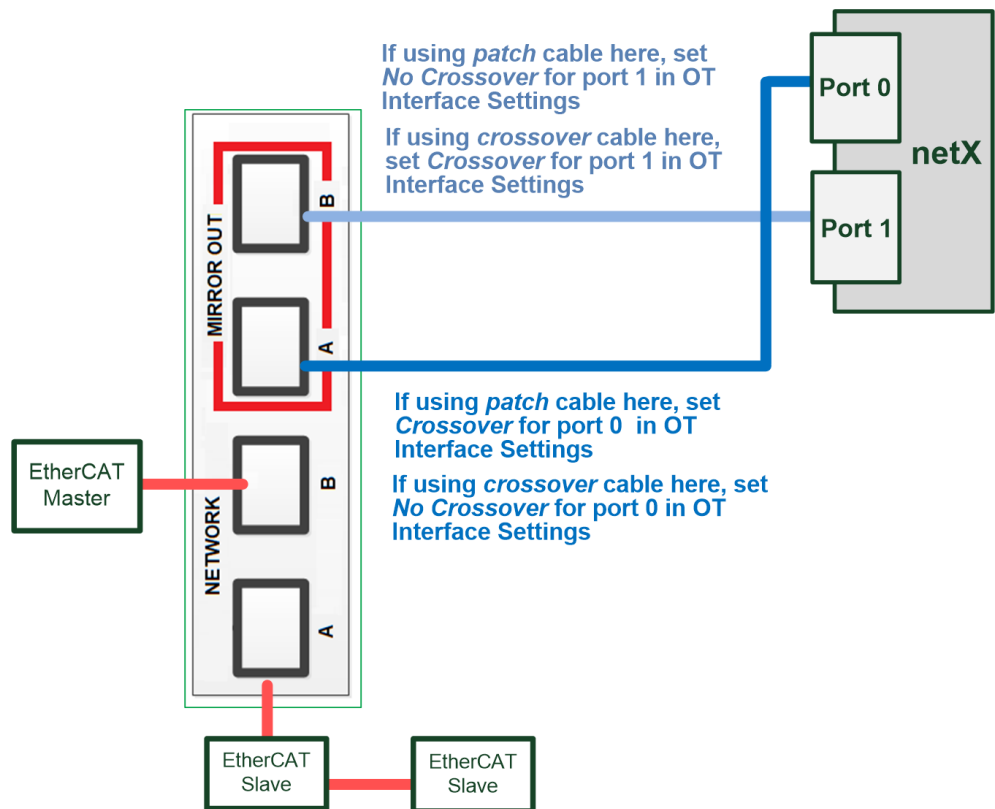 If using patch cable here, set
No Crossover for port 1 in OT
Interface Settings
If using crossover cable here,
set Crossover for port 1 in OT
Interface Settings
Port 0
netX
Port 1
MIRROR OUT
B
A
If using patch cable here, set
Crossover for port 0 in OT
Interface Settings
If using crossover cable here, set
No Crossover for port 0 in OT
Interface Settings
EtherCAT
Master
NETWORK
B
A
EtherCAT
Slave
EtherCAT
Slave